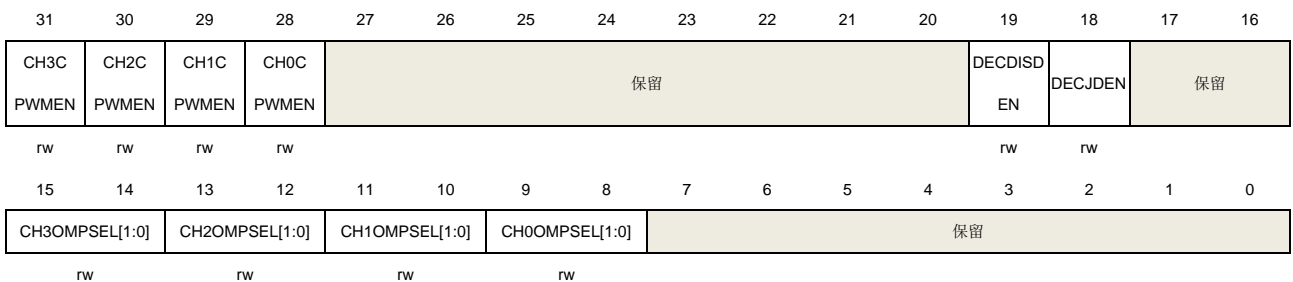 31 30 29 28 27 26 25 24 23 22 21 20 19 18 17 16
CH3C CH2C CH1C CH0C 保留 DECDISD DECJDEN 保留
PWMEN PWMEN PWMEN PWMEN EN
rw rw rw rw rw rw
15 14 13 12 11 10 9 8 7 6 5 4 3 2 1 0
CH3OMPSEL[1:0] CH2OMPSEL[1:0] CH1OMPSEL[1:0] CH0OMPSEL[1:0] 保留
rw rw rw rw